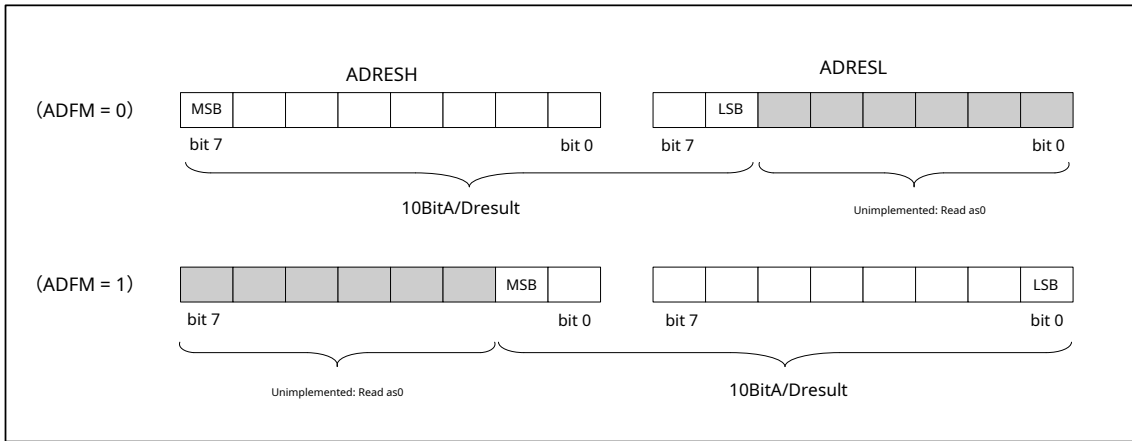 ADRESH
ADRESL
(ADFM = 0)
MSB
LSB
bit 7
bit 0
bit 7
bit 0
10BitA/Dresult
Unimplemented: Read as0
(ADFM = 1)
MSB
LSB
bit 7
bit 0
bit 7
bit 0
Unimplemented: Read as0
10BitA/Dresult